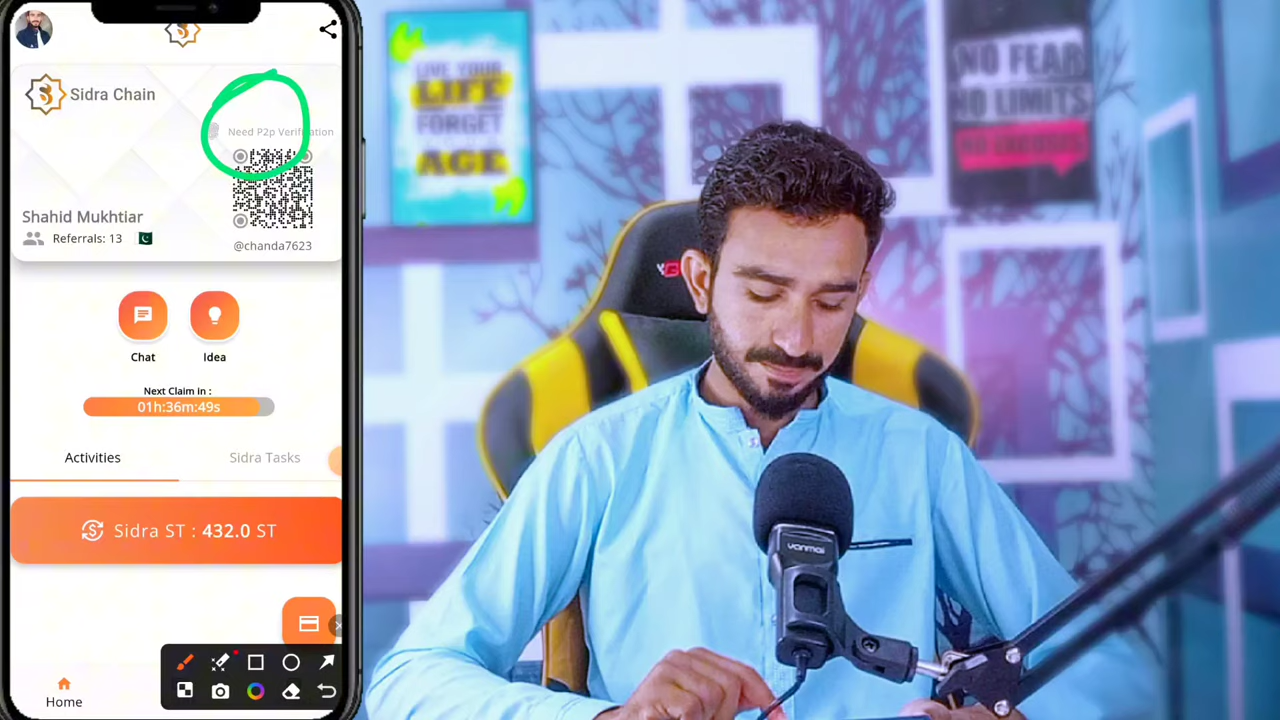 Sidra Chain
Need P2p Verification
Shahid Mukhtiar
Referrals: 13
@chanda7623
Chat
Idea
Next Claim in :
01h:36m:49s
Activities
Sidra Tasks
Sidra ST : 432.0 ST
Home
LIVE YOUR
LIFE
FORGET
AGE
NO FEAR
NO LIMITS
NO EXCUSES
vanmai